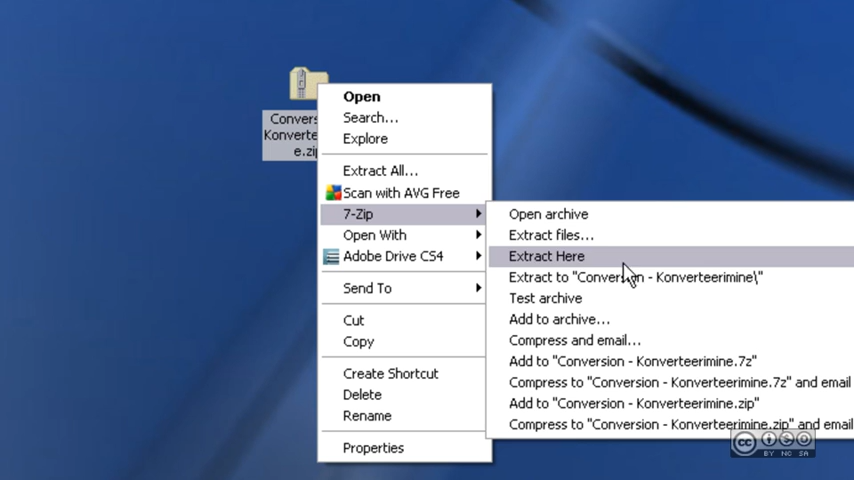 Convers
Konverte
e.zip
Open
Search...
Explore
Extract All...
Scan with AVG Free
7-Zip
Open With
Adobe Drive CS4
Send To
Cut
Copy
Create Shortcut
Delete
Rename
Properties
Open archive
Extract files...
Extract Here
Extract to "Conversion - Konverteerimine\"
Test archive
Add to archive...
Compress and email...
Add to "Conversion - Konverteerimine.7z"
Compress to "Conversion - Konverteerimine.7z" and email
Add to "Conversion - Konverteerimine.zip"
Compress to "Conversion - Konverteerimine.zip" and email
cc
BY NC SA